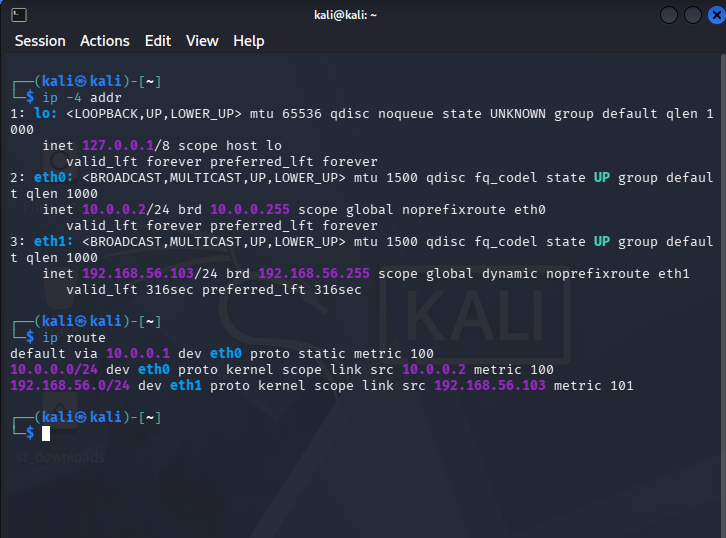 kali@kali: ~
Session Actions Edit View Help
┌──(kali㉿kali)-[~]
└─$ ip -4 addr
1: lo: <LOOPBACK,UP,LOWER_UP> mtu 65536 qdisc noqueue state UNKNOWN group default qlen 1
000
    inet 127.0.0.1/8 scope host lo
       valid_lft forever preferred_lft forever
2: eth0: <BROADCAST,MULTICAST,UP,LOWER_UP> mtu 1500 qdisc fq_codel state UP group defaul
t qlen 1000
    inet 10.0.0.2/24 brd 10.0.0.255 scope global noprefixroute eth0
       valid_lft forever preferred_lft forever
3: eth1: <BROADCAST,MULTICAST,UP,LOWER_UP> mtu 1500 qdisc fq_codel state UP group defaul
t qlen 1000
    inet 192.168.56.103/24 brd 192.168.56.255 scope global dynamic noprefixroute eth1
       valid_lft 316sec preferred_lft 316sec
┌──(kali㉿kali)-[~]
└─$ ip route
default via 10.0.0.1 dev eth0 proto static metric 100
10.0.0.0/24 dev eth0 proto kernel scope link src 10.0.0.2 metric 100
192.168.56.0/24 dev eth1 proto kernel scope link src 192.168.56.103 metric 101
┌──(kali㉿kali)-[~]
└─$
KALI
sf_downloads